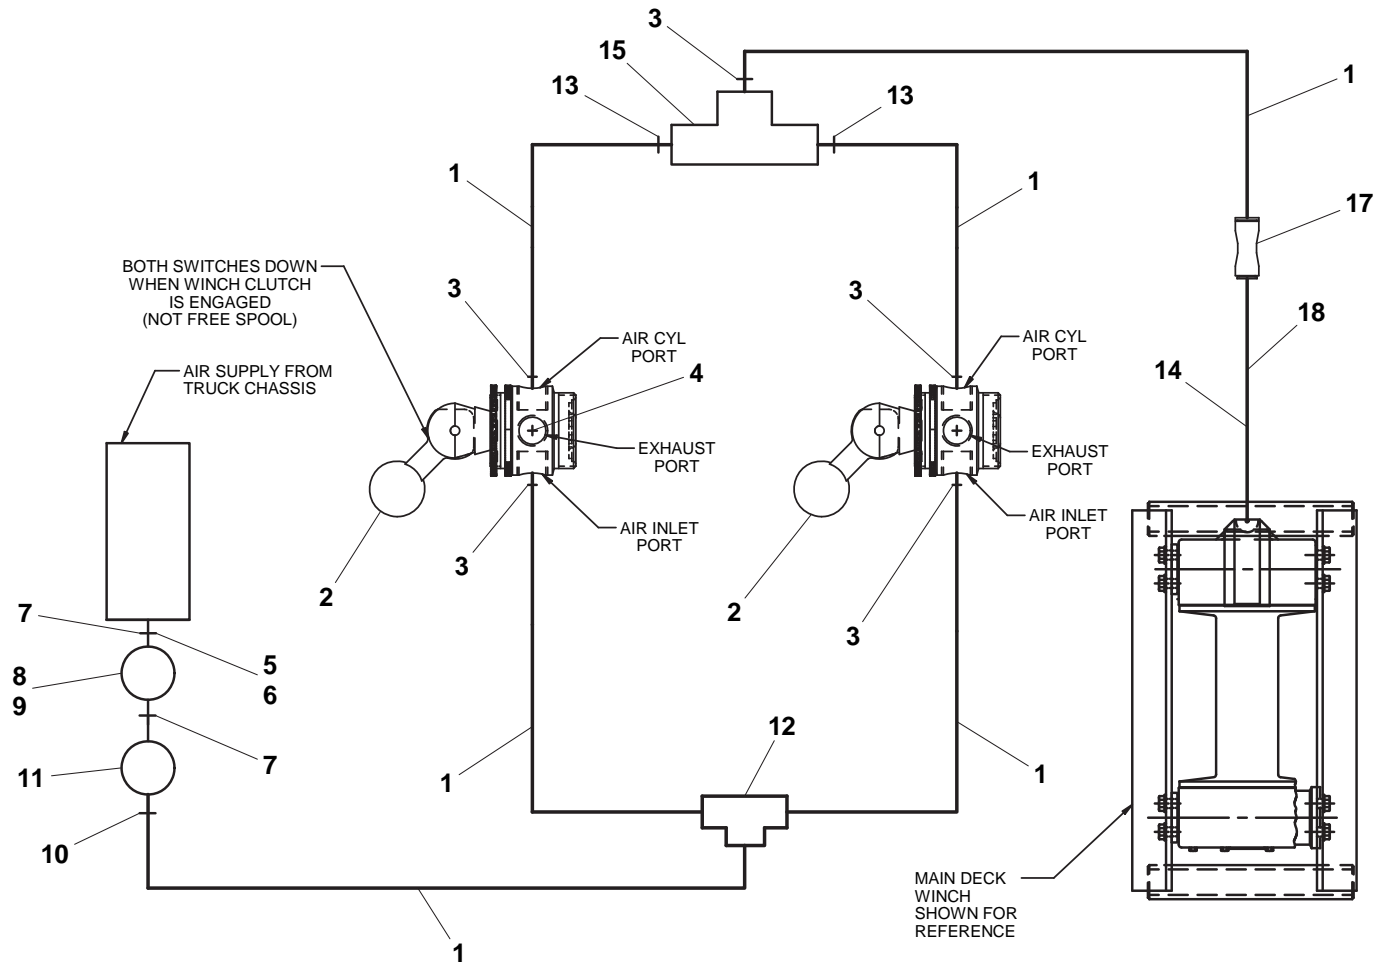 3
15
13
13
1
1
1
17
BOTH SWITCHES DOWN
WHEN WINCH CLUTCH
IS ENGAGED
(NOT FREE SPOOL)
3
3
AIR CYL
PORT
AIR CYL
PORT
18
AIR SUPPLY FROM
TRUCK CHASSIS
4
14
EXHAUST
PORT
EXHAUST
PORT
AIR INLET
PORT
AIR INLET
PORT
3
2
2
3
7
5
6
8
9
7
11
12
1
1
10
MAIN DECK
WINCH
SHOWN FOR
REFERENCE
1